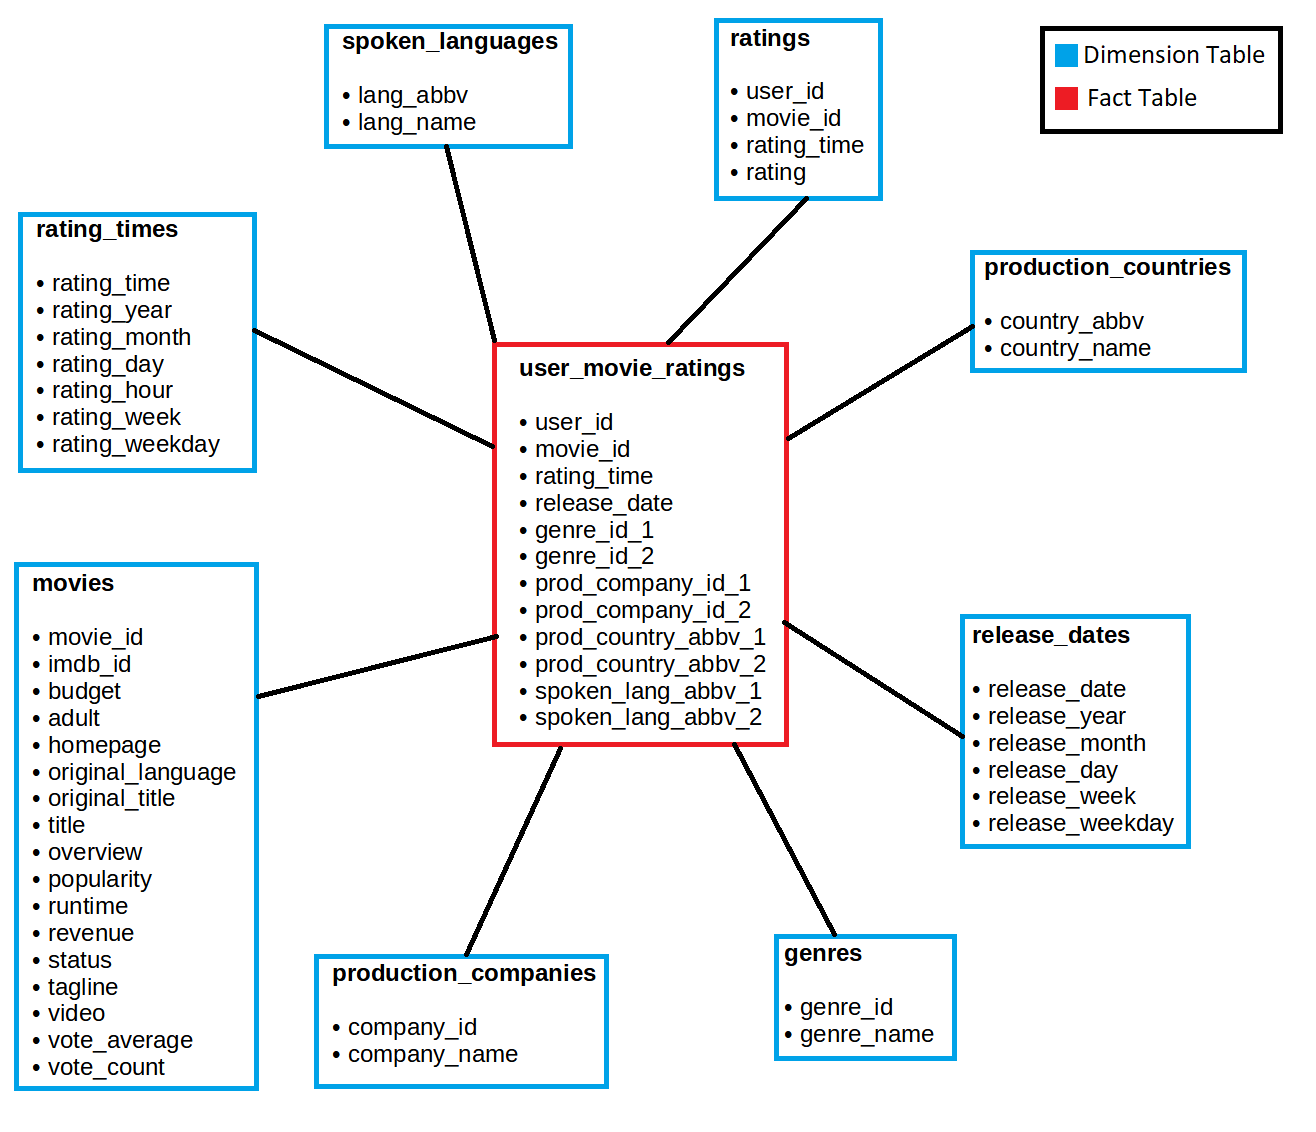 spoken_languages
• lang_abbv
• lang_name
ratings
• user_id
• movie_id
• rating_time
• rating
Dimension Table
Fact Table
rating_times
• rating_time
• rating_year
• rating_month
• rating_day
• rating_hour
• rating_week
• rating_weekday
production_countries
• country_abbv
• country_name
user_movie_ratings
• user_id
• movie_id
• rating_time
• release_date
• genre_id_1
• genre_id_2
• prod_company_id_1
• prod_company_id_2
• prod_country_abbv_1
• prod_country_abbv_2
• spoken_lang_abbv_1
• spoken_lang_abbv_2
movies
• movie_id
• imdb_id
• budget
• adult
• homepage
• original_language
• original_title
• title
• overview
• popularity
• runtime
• revenue
• status
• tagline
• video
• vote_average
• vote_count
release_dates
• release_date
• release_year
• release_month
• release_day
• release_week
• release_weekday
production_companies
• company_id
• company_name
genres
• genre_id
• genre_name